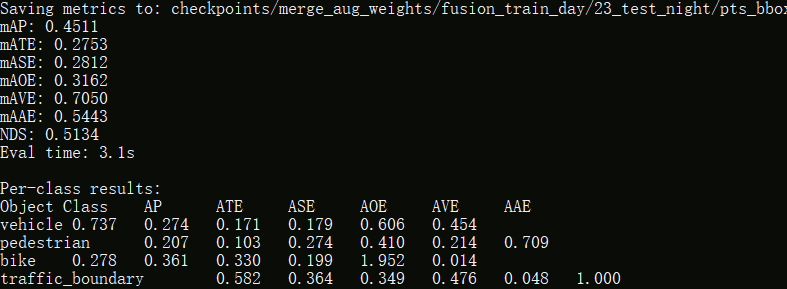 Saving metrics to: checkpoints/merge_aug_weights/fusion_train_day/23_test_night/pts_bbo
mAP: 0.4511
mATE: 0.2753
mASE: 0.2812
mAOE: 0.3162
mAVE: 0.7050
mAAE: 0.5443
NDS: 0.5134
Eval time: 3.1s
Per-class results:
Object Class AP ATE ASE AOE AVE AAE
vehicle 0.737 0.274 0.171 0.179 0.606 0.454
pedestrian 0.207 0.103 0.274 0.410 0.214 0.709
bike 0.278 0.361 0.330 0.199 1.952 0.014
traffic_boundary 0.582 0.364 0.349 0.476 0.048 1.000